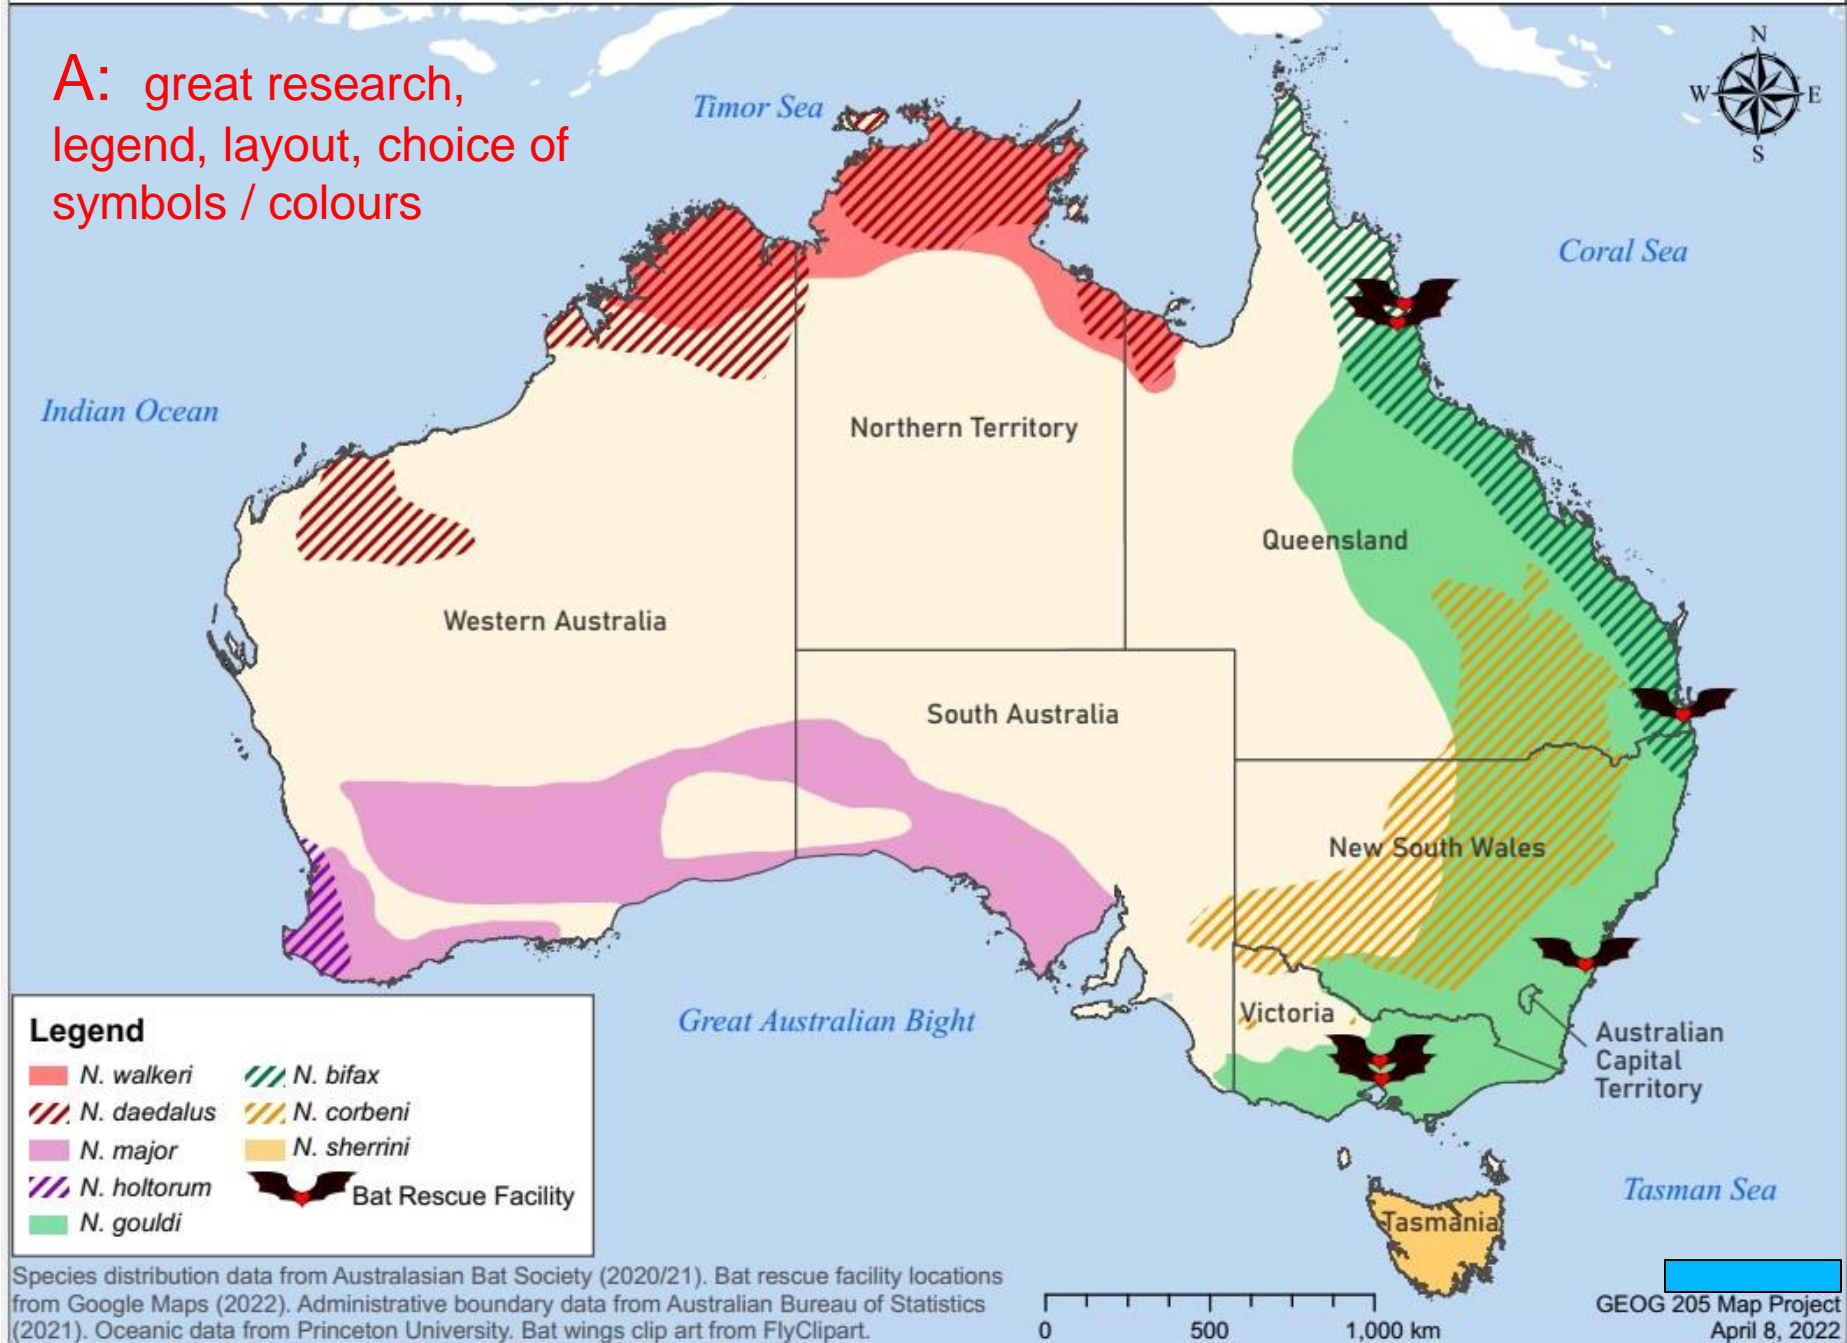 A: great research,
legend, layout, choice of
symbols / colours
N
W E
S
Timor Sea
Coral Sea
Indian Ocean
Northern Territory
Queensland
Western Australia
South Australia
New South Wales
Great Australian Bight
Victoria
Australian
Capital
Territory
Tasman Sea
Tasmania
Legend
N. walkeri
N. daedalus
N. major
N. holtorum
N. gouldi
N. bifax
N. corbeni
N. sherrini
Bat Rescue Facility
Species distribution data from Australasian Bat Society (2020/21). Bat rescue facility locations
from Google Maps (2022). Administrative boundary data from Australian Bureau of Statistics
(2021). Oceanic data from Princeton University. Bat wings clip art from FlyClipart.
0 500 1,000 km
GEOG 205 Map Project
April 8, 2022